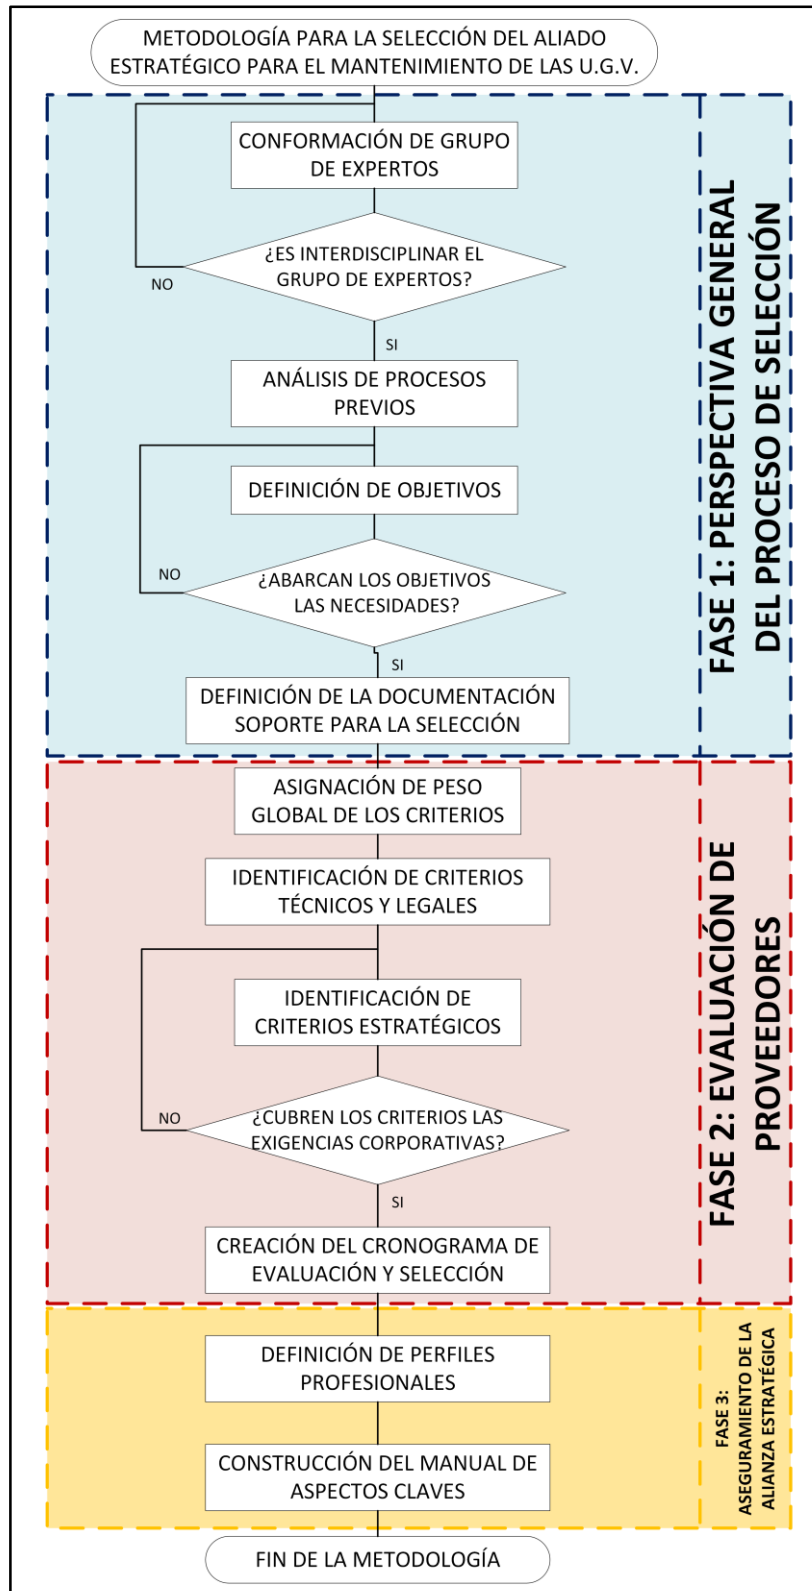 METODOLOGÍA PARA LA SELECCIÓN DEL ALIADO
ESTRATÉGICO PARA EL MANTENIMIENTO DE LAS U.G.V.
CONFORMACIÓN DE GRUPO
DE EXPERTOS
¿ES INTERDISCIPLINAR EL
GRUPO DE EXPERTOS?
NO
SI
ANÁLISIS DE PROCESOS
PREVIOS
DEFINICIÓN DE OBJETIVOS
NO
¿ABARCAN LOS OBJETIVOS
LAS NECESIDADES?
SI
DEFINICIÓN DE LA DOCUMENTACIÓN
SOPORTE PARA LA SELECCIÓN
FASE 1: PERSPECTIVA GENERAL
DEL PROCESO DE SELECCIÓN
ASIGNACIÓN DE PESO
GLOBAL DE LOS CRITERIOS
IDENTIFICACIÓN DE CRITERIOS
TÉCNICOS Y LEGALES
IDENTIFICACIÓN DE
CRITERIOS ESTRATÉGICOS
NO
¿CUBREN LOS CRITERIOS LAS
EXIGENCIAS CORPORATIVAS?
SI
CREACIÓN DEL CRONOGRAMA DE
EVALUACIÓN Y SELECCIÓN
FASE 2: EVALUACIÓN DE
PROVEEDORES
DEFINICIÓN DE PERFILES
PROFESIONALES
CONSTRUCCIÓN DEL MANUAL DE
ASPECTOS CLAVES
FASE 3:
ASEGURAMIENTO DE LA
ALIANZA ESTRATÉGICA
FIN DE LA METODOLOGÍA